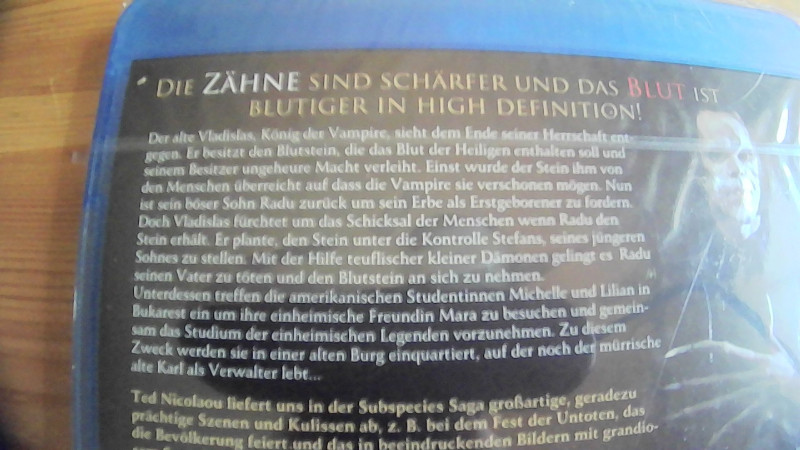 DIE ZÄHNE SIND SCHÄRFER UND DAS BLUT IST
BLUTIGER IN HIGH DEFINITION!
Der alte Vladislas, König der Vampire, sieht dem Ende seiner Herrschaft ent-
gegen. Er besitzt den Blutstein, die das Blut der Heiligen enthalten soll und
seinem Besitzer ungeheure Macht verleiht. Einst wurde der Stein ihm von
den Menschen überreicht auf dass die Vampire sie verschonen mögen. Nun
ist sein böser Sohn Radu zurück um sein Erbe als Erstgeborener zu fordern.
Doch Vladislas fürchtet um das Schicksal der Menschen wenn Radu den
Stein erhält. Er plante, den Stein unter die Kontrolle Stefans, seines jüngeren
Sohnes zu stellen. Mit der Hilfe teuflischer kleiner Dämonen gelingt es Radu
seinen Vater zu töten und den Blutstein an sich zu nehmen.
Unterdessen treffen die amerikanischen Studentinnen Michelle und Lilian in
Bukarest ein um ihre einheimische Freundin Mara zu besuchen und gemein-
sam das Studium der einheimischen Legenden vorzunehmen. Zu diesem
Zweck werden sie in einer alten Burg einquartiert, auf der noch der mürrische
alte Karl als Verwalter lebt...
Ted Nicolaou liefert uns in der Subspecies Saga großartige, geradezu
prächtige Szenen und Kulissen ab, z. B. bei dem Fest der Untoten, das
die Bevölkerung feiert und das in beeindruckenden Bildern mit grandio-